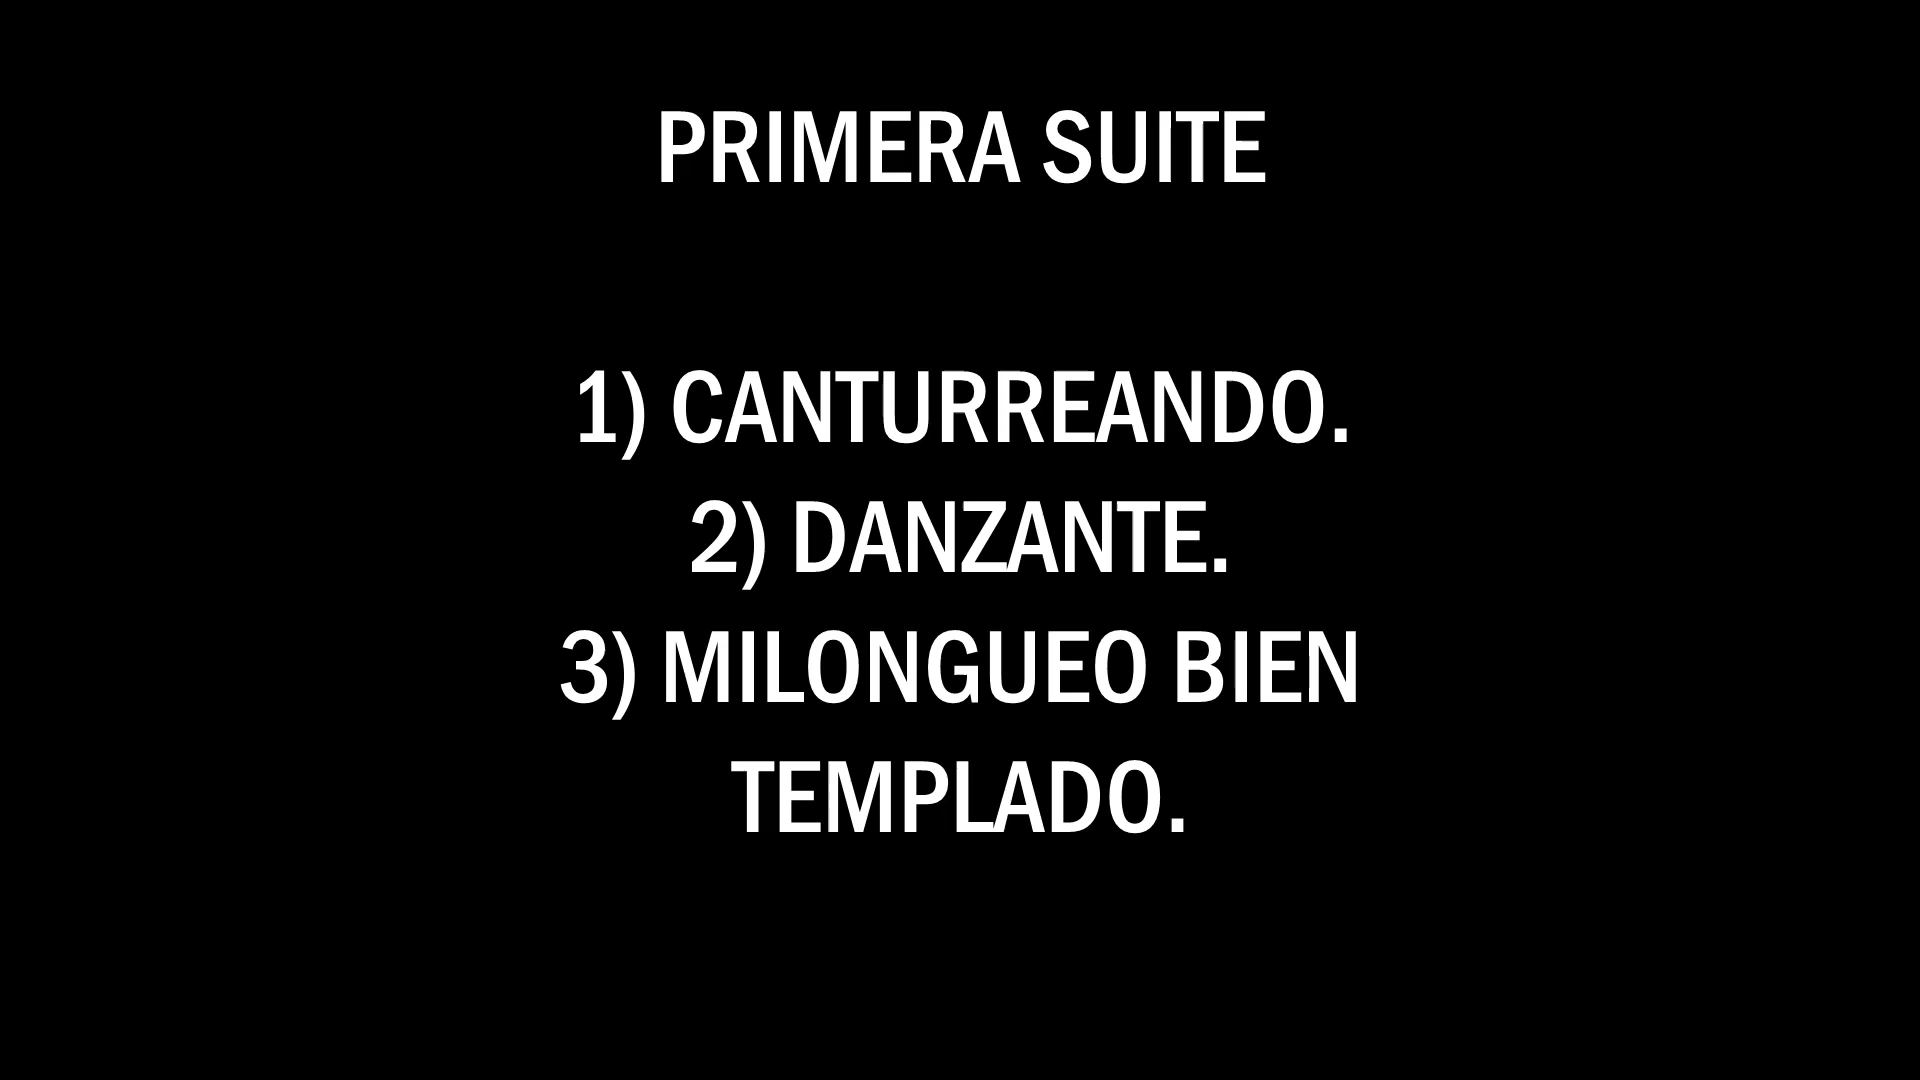 PRIMERA SUITE
1) CANTURREANDO.
2) DANZANTE.
3) MILONGUEO BIEN
TEMPLADO.